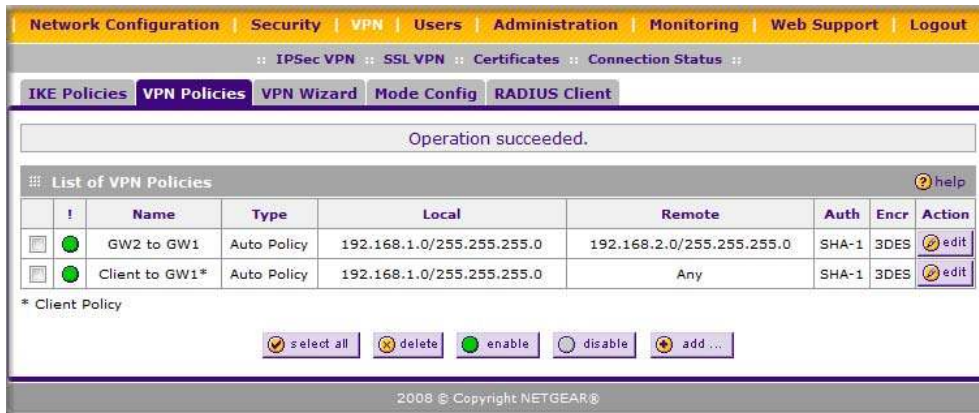 Network Configuration | Security | VPN | Users | Administration | Monitoring | Web Support | Logout
:: IPSec VPN :: SSL VPN :: Certificates :: Connection Status ::
IKE Policies VPN Policies VPN Wizard Mode Config RADIUS Client
Operation succeeded.
List of VPN Policies ? help
! Name Type Local Remote Auth Encr Action
GW2 to GW1 Auto Policy 192.168.1.0/255.255.255.0 192.168.2.0/255.255.255.0 SHA-1 3DES edit
Client to GW1* Auto Policy 192.168.1.0/255.255.255.0 Any SHA-1 3DES edit
* Client Policy
select all delete enable disable add ...
2008 © Copyright NETGEAR®